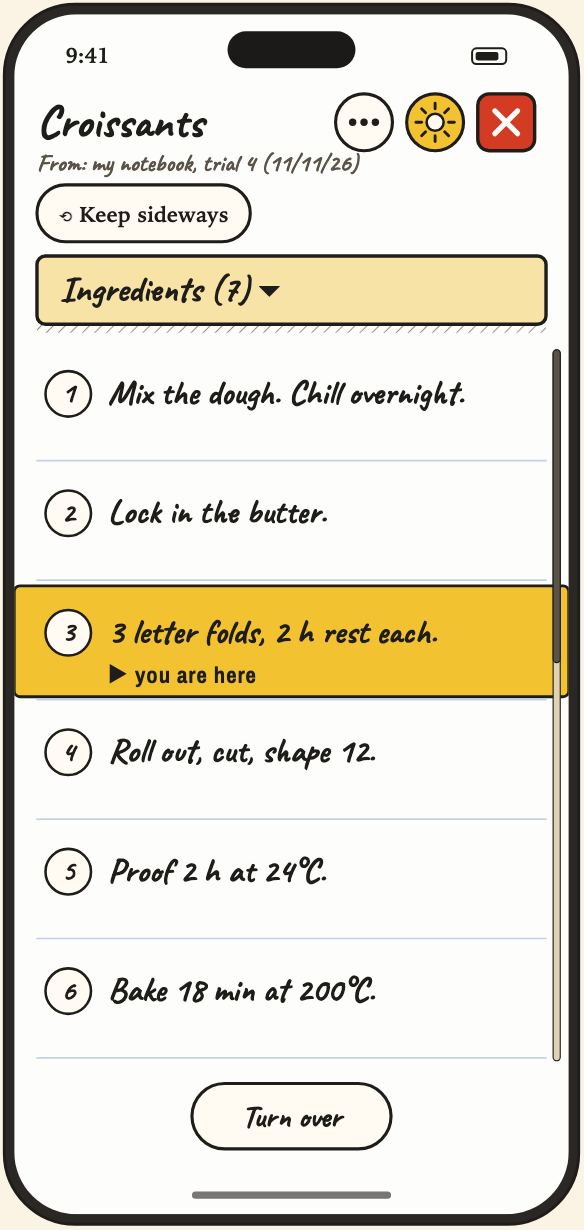 9:41
Croissants
From: my notebook, trial 4 (11/11/26)
Keep sideways
Ingredients (7)
1 Mix the dough. Chill overnight.
2 Lock in the butter.
3 3 letter folds, 2 h rest each.
you are here
4 Roll out, cut, shape 12.
5 Proof 2 h at 24°C.
6 Bake 18 min at 200°C.
Turn over